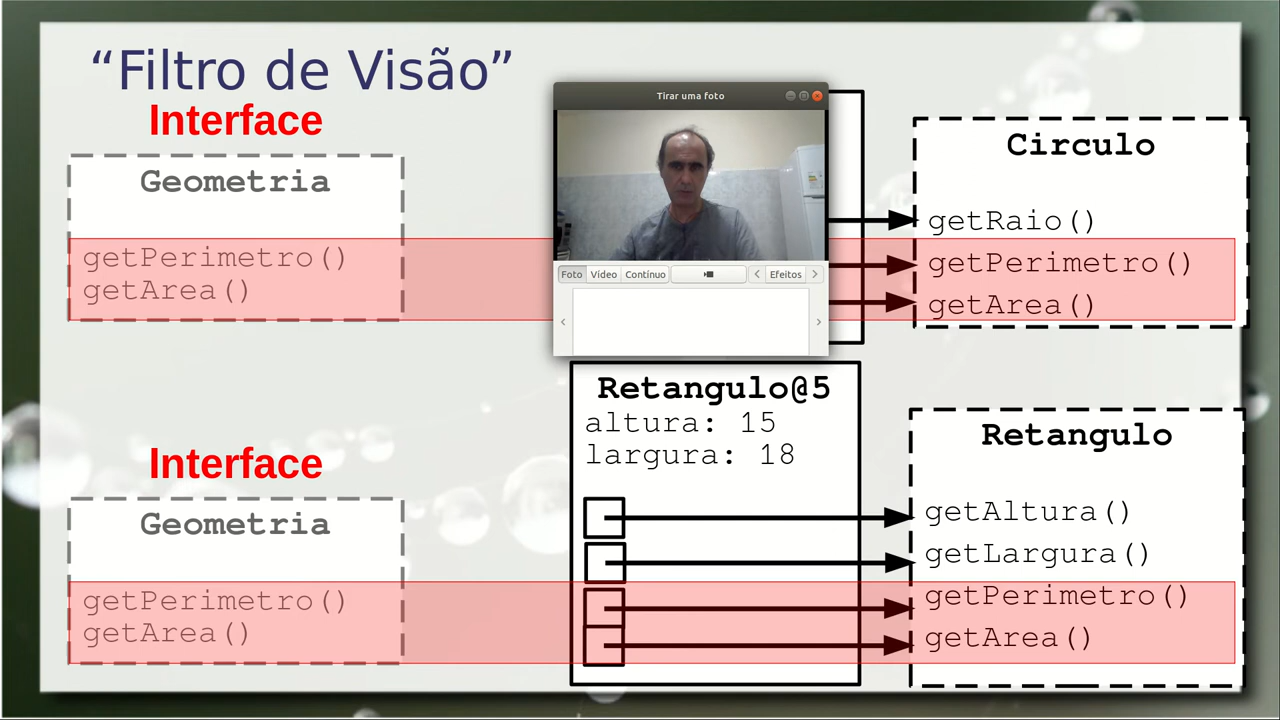 “Filtro de Visão”
Interface
Geometria
getPerimetro()
getArea()
Tirar uma foto
Foto Vídeo Contínuo Efeitos
Circulo
getRaio()
getPerimetro()
getArea()
Interface
Geometria
getPerimetro()
getArea()
Retangulo@5
altura: 15
largura: 18
Retangulo
getAltura()
getLargura()
getPerimetro()
getArea()